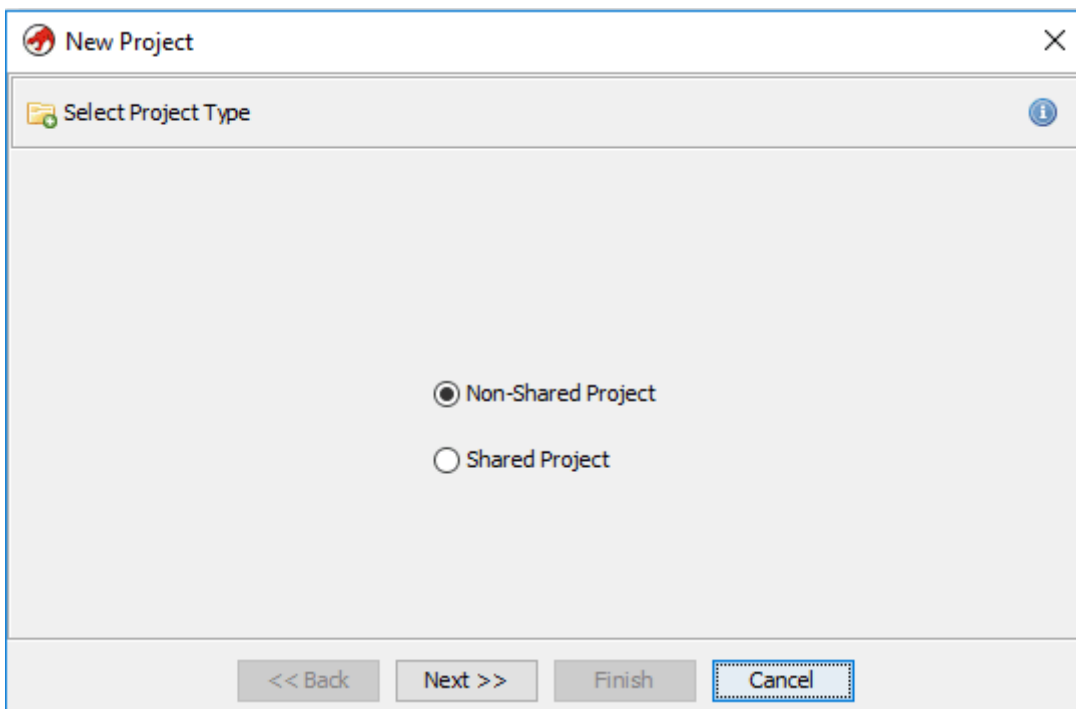 New Project
Select Project Type
Non-Shared Project
Shared Project
<< Back Next >> Finish Cancel